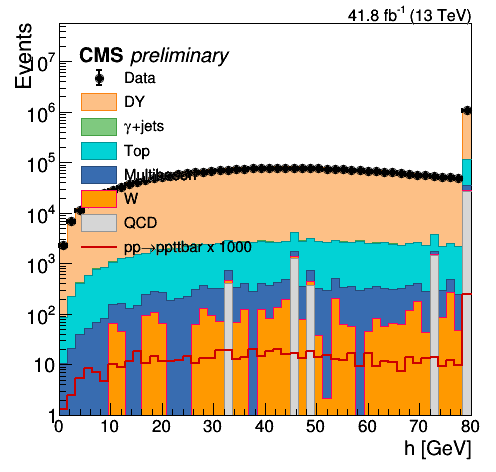 41.8 fb⁻¹ (13 TeV)
Events
CMS preliminary
Data
DY
γ+jets
Top
Multiboson
W
QCD
pp→ppttbar x 1000
10⁶
10⁵
10⁴
10³
10²
10
1
0 10 20 30 40 50 60 70 80
h [GeV]